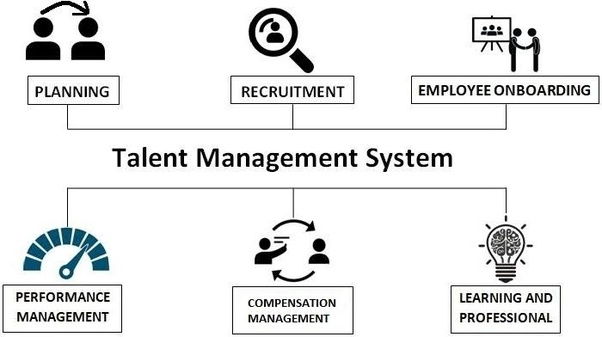 PLANNING
RECRUITMENT
EMPLOYEE ONBOARDING
Talent Management System
PERFORMANCE
MANAGEMENT
COMPENSATION
MANAGEMENT
LEARNING AND
PROFESSIONAL